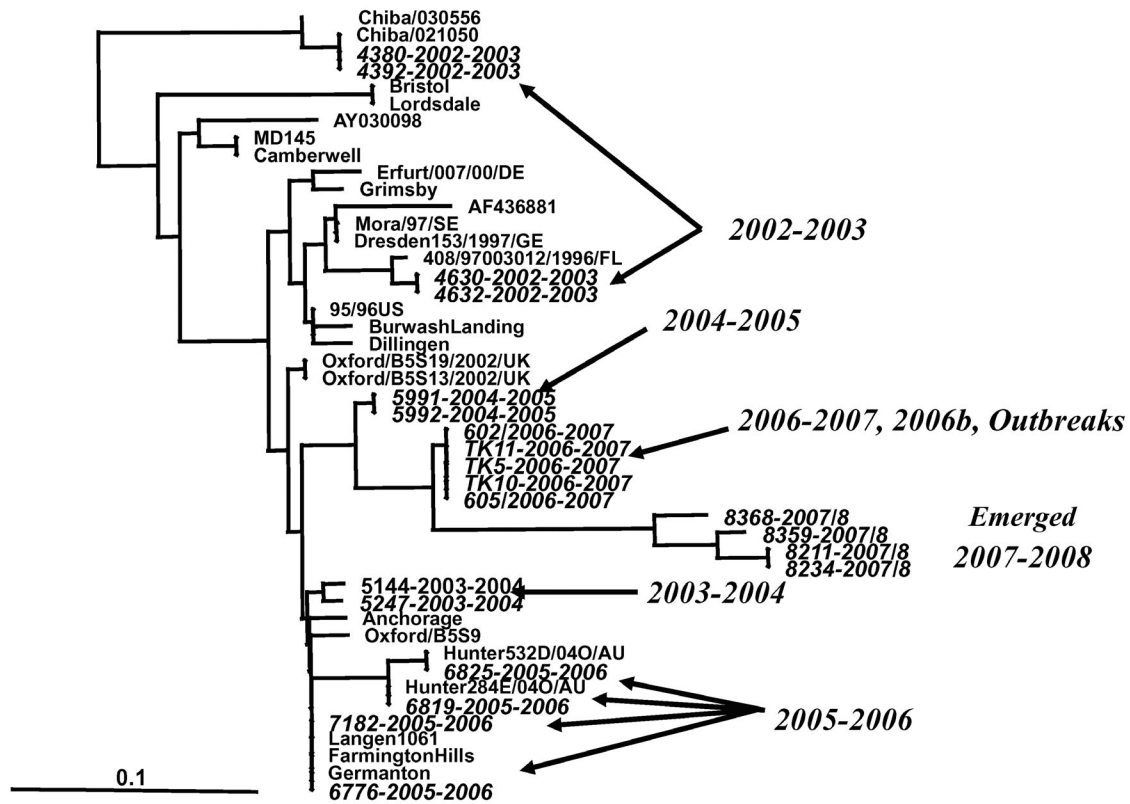 Chiba/030556
Chiba/021050
4380-2002-2003
4392-2002-2003
Bristol
Lordsdale
AY030098
MD145
Camberwell
Erfurt/007/00/DE
Grimsby
AF436881
Mora/97/SE
Dresden153/1997/GE
2002-2003
408/97003012/1996/FL
4630-2002-2003
4632-2002-2003
95/96US
BurwashLanding
2004-2005
Dillingen
Oxford/B5S19/2002/UK
Oxford/B5S13/2002/UK
5991-2004-2005
5992-2004-2005
2006-2007, 2006b, Outbreaks
602/2006-2007
TK11-2006-2007
TK5-2006-2007
TK10-2006-2007
605/2006-2007
8368-2007/8
Emerged
8359-2007/8
8211-2007/8
2007-2008
8234-2007/8
5144-2003-2004
2003-2004
5247-2003-2004
Anchorage
Oxford/B5S9
Hunter532D/04O/AU
6825-2005-2006
Hunter284E/04O/AU
6819-2005-2006
2005-2006
7182-2005-2006
Langen1061
FarmingtonHills
Germanton
6776-2005-2006
0.1